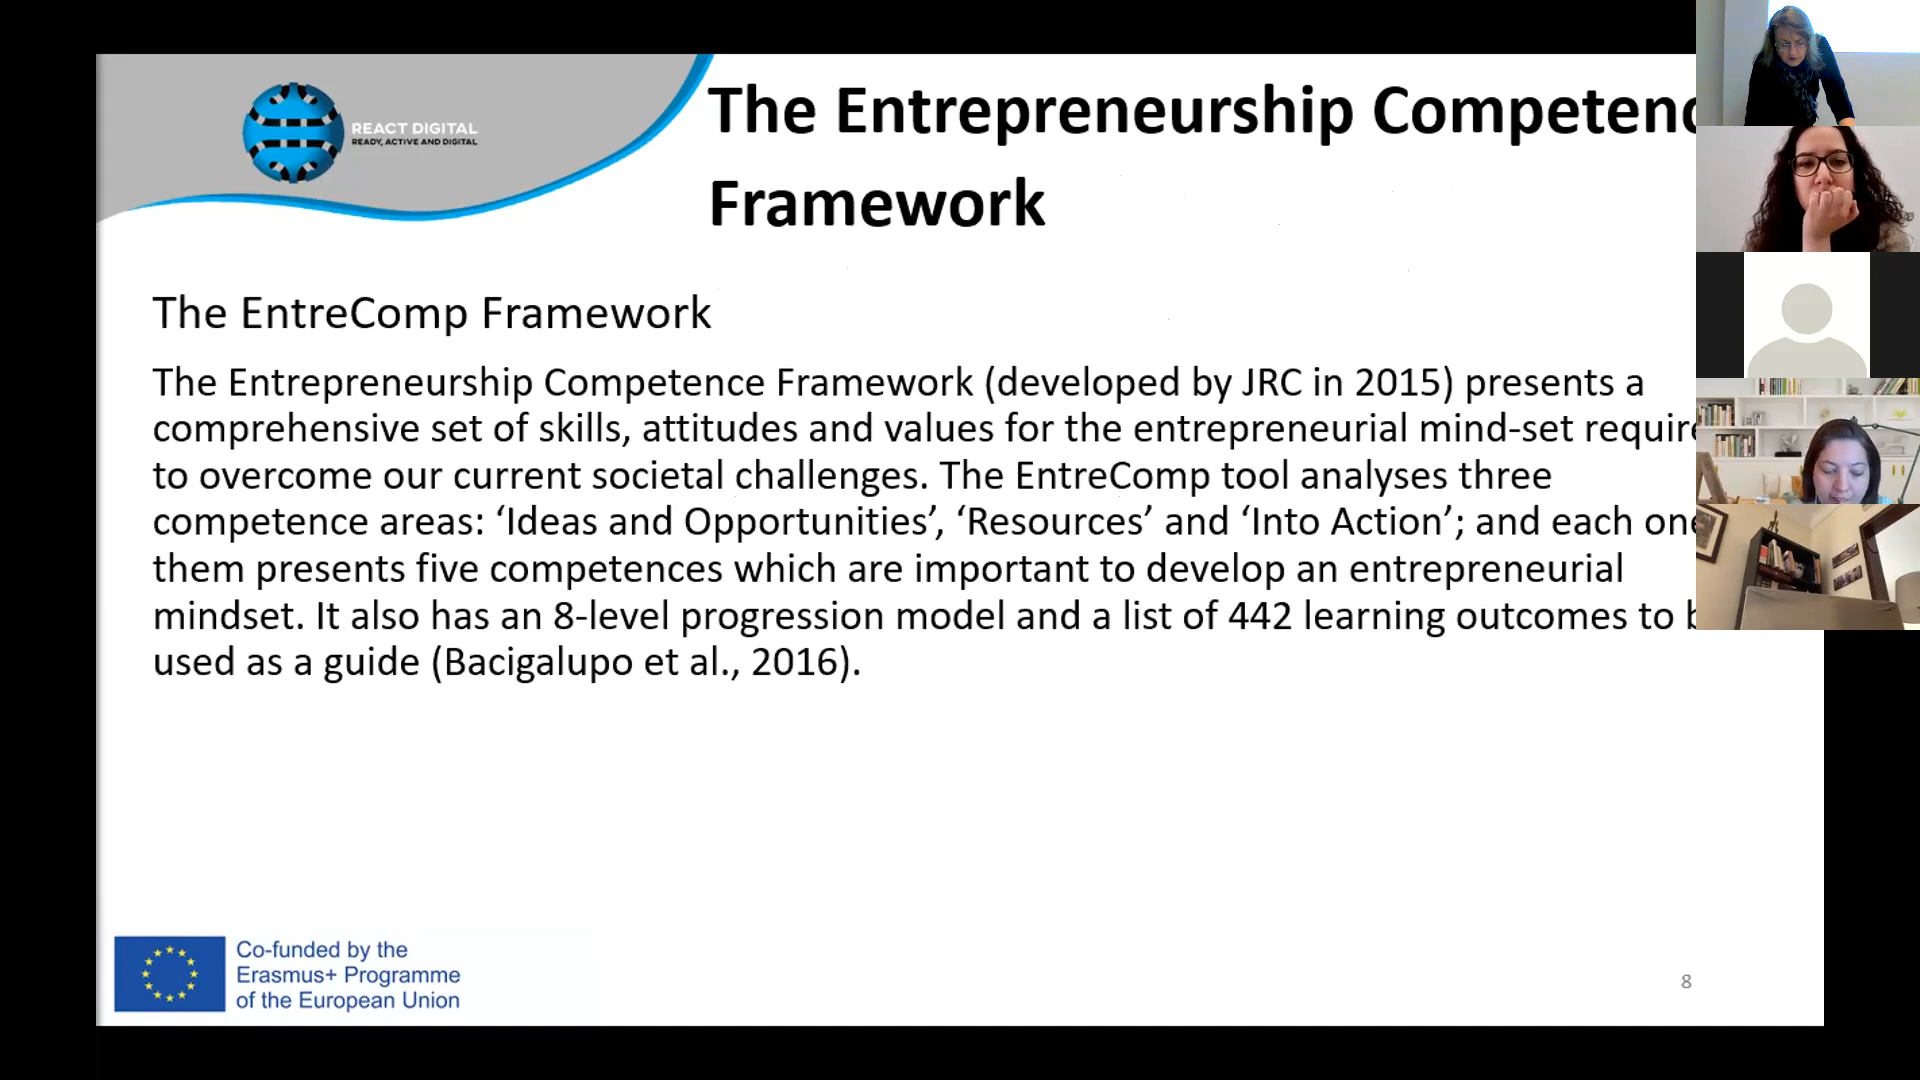 REACT DIGITAL
READY, ACTIVE AND DIGITAL
The Entrepreneurship Competenc
Framework
The EntreComp Framework
The Entrepreneurship Competence Framework (developed by JRC in 2015) presents a
comprehensive set of skills, attitudes and values for the entrepreneurial mind-set require
to overcome our current societal challenges. The EntreComp tool analyses three
competence areas: ‘Ideas and Opportunities’, ‘Resources’ and ‘Into Action’; and each one
them presents five competences which are important to develop an entrepreneurial
mindset. It also has an 8-level progression model and a list of 442 learning outcomes to b
used as a guide (Bacigalupo et al., 2016).
Co-funded by the
Erasmus+ Programme
of the European Union
8